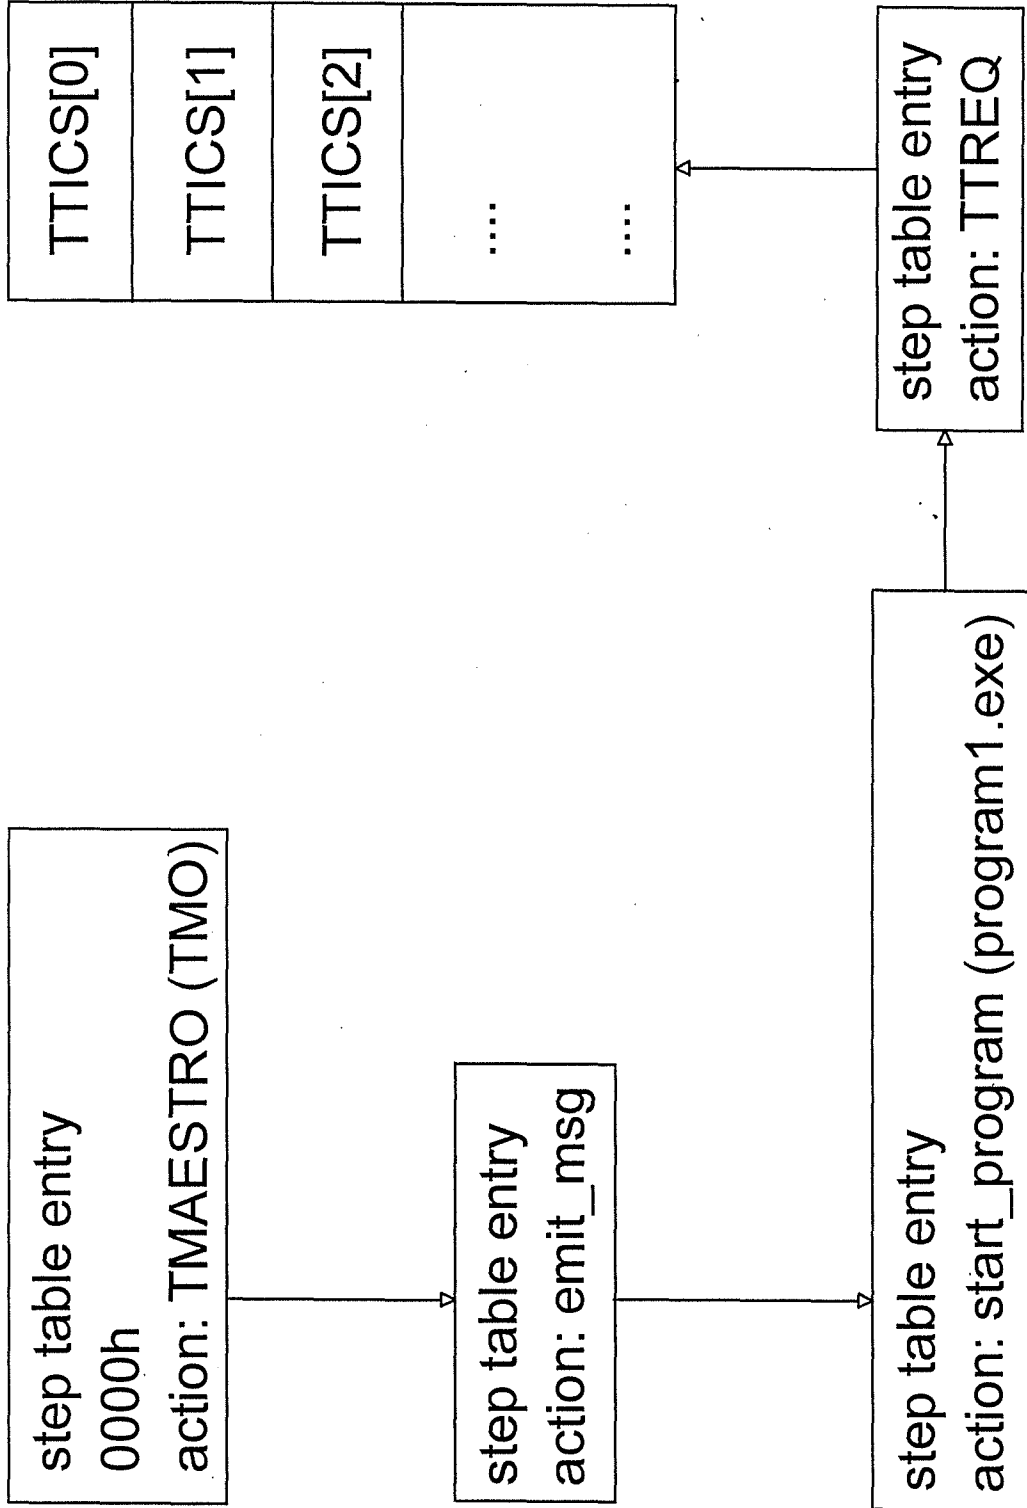 step table entry
0000h
action: TMAESTRO (TMO)
step table entry
action: emit_msg
step table entry
action: start_program (program1.exe)
step table entry
action: TTREQ
TTICS[0]
TTICS[1]
TTICS[2]
....
....